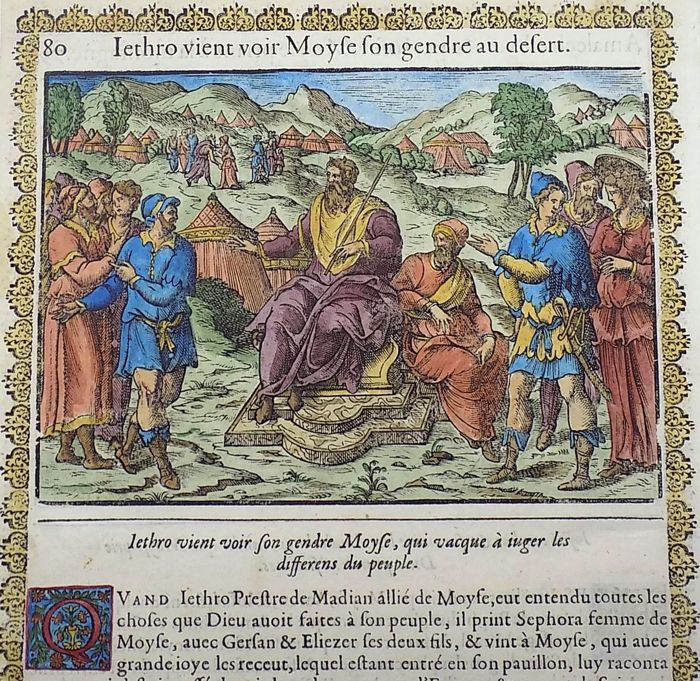 80 Iethro vient voir Moyſe ſon gendre au deſert.
Iethro vient voir ſon gendre Moyſe, qui vacque à iuger les
differens du peuple.
QVAND Iethro Preſtre de Madian allié de Moyſe, eut entendu toutes les
choſes que Dieu auoit faites à ſon peuple, il print Sephora femme de
Moyſe, auec Gerſan & Eliezer ſes deux fils, & vint à Moyſe, qui auec
grande ioye les receut, lequel eſtant entré en ſon pauillon, luy raconta